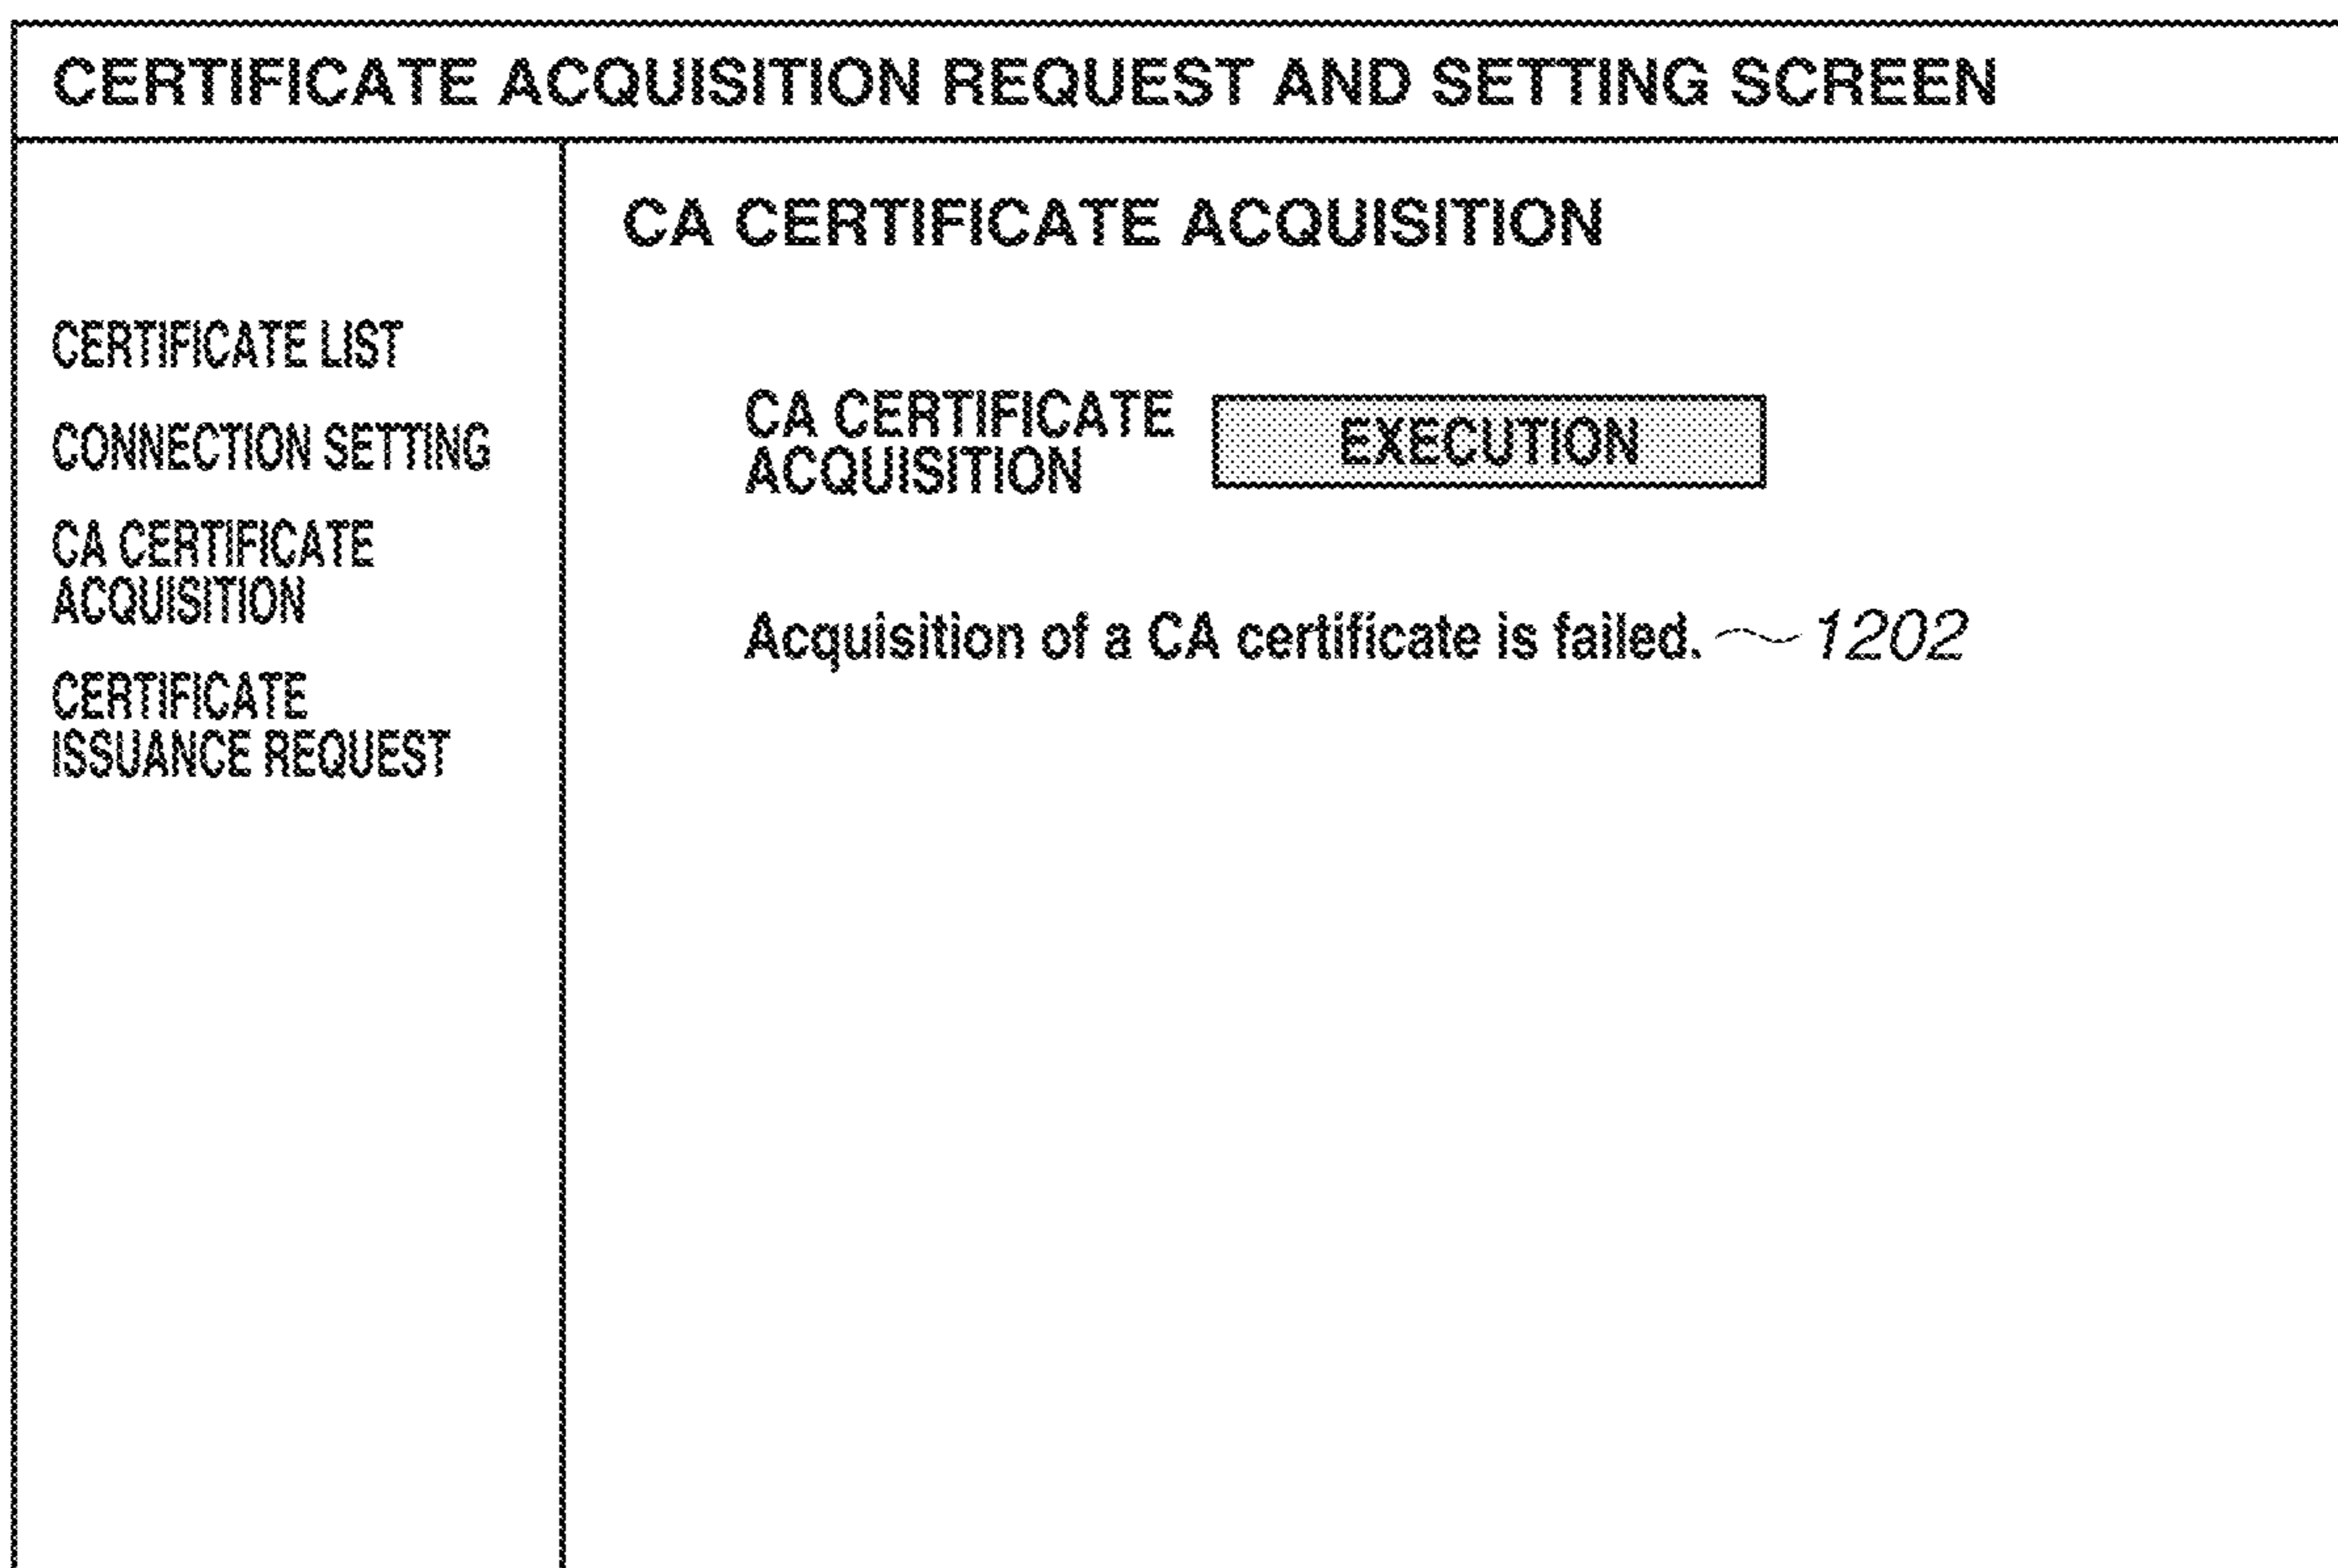 CERTIFICATE ACQUISITION REQUEST AND SETTING SCREEN
CERTIFICATE LIST
CONNECTION SETTING
CA CERTIFICATE
ACQUISITION
CERTIFICATE
ISSUANCE REQUEST
CA CERTIFICATE ACQUISITION
CA CERTIFICATE
ACQUISITION
EXECUTION
Acquisition of a CA certificate is failed. 1202